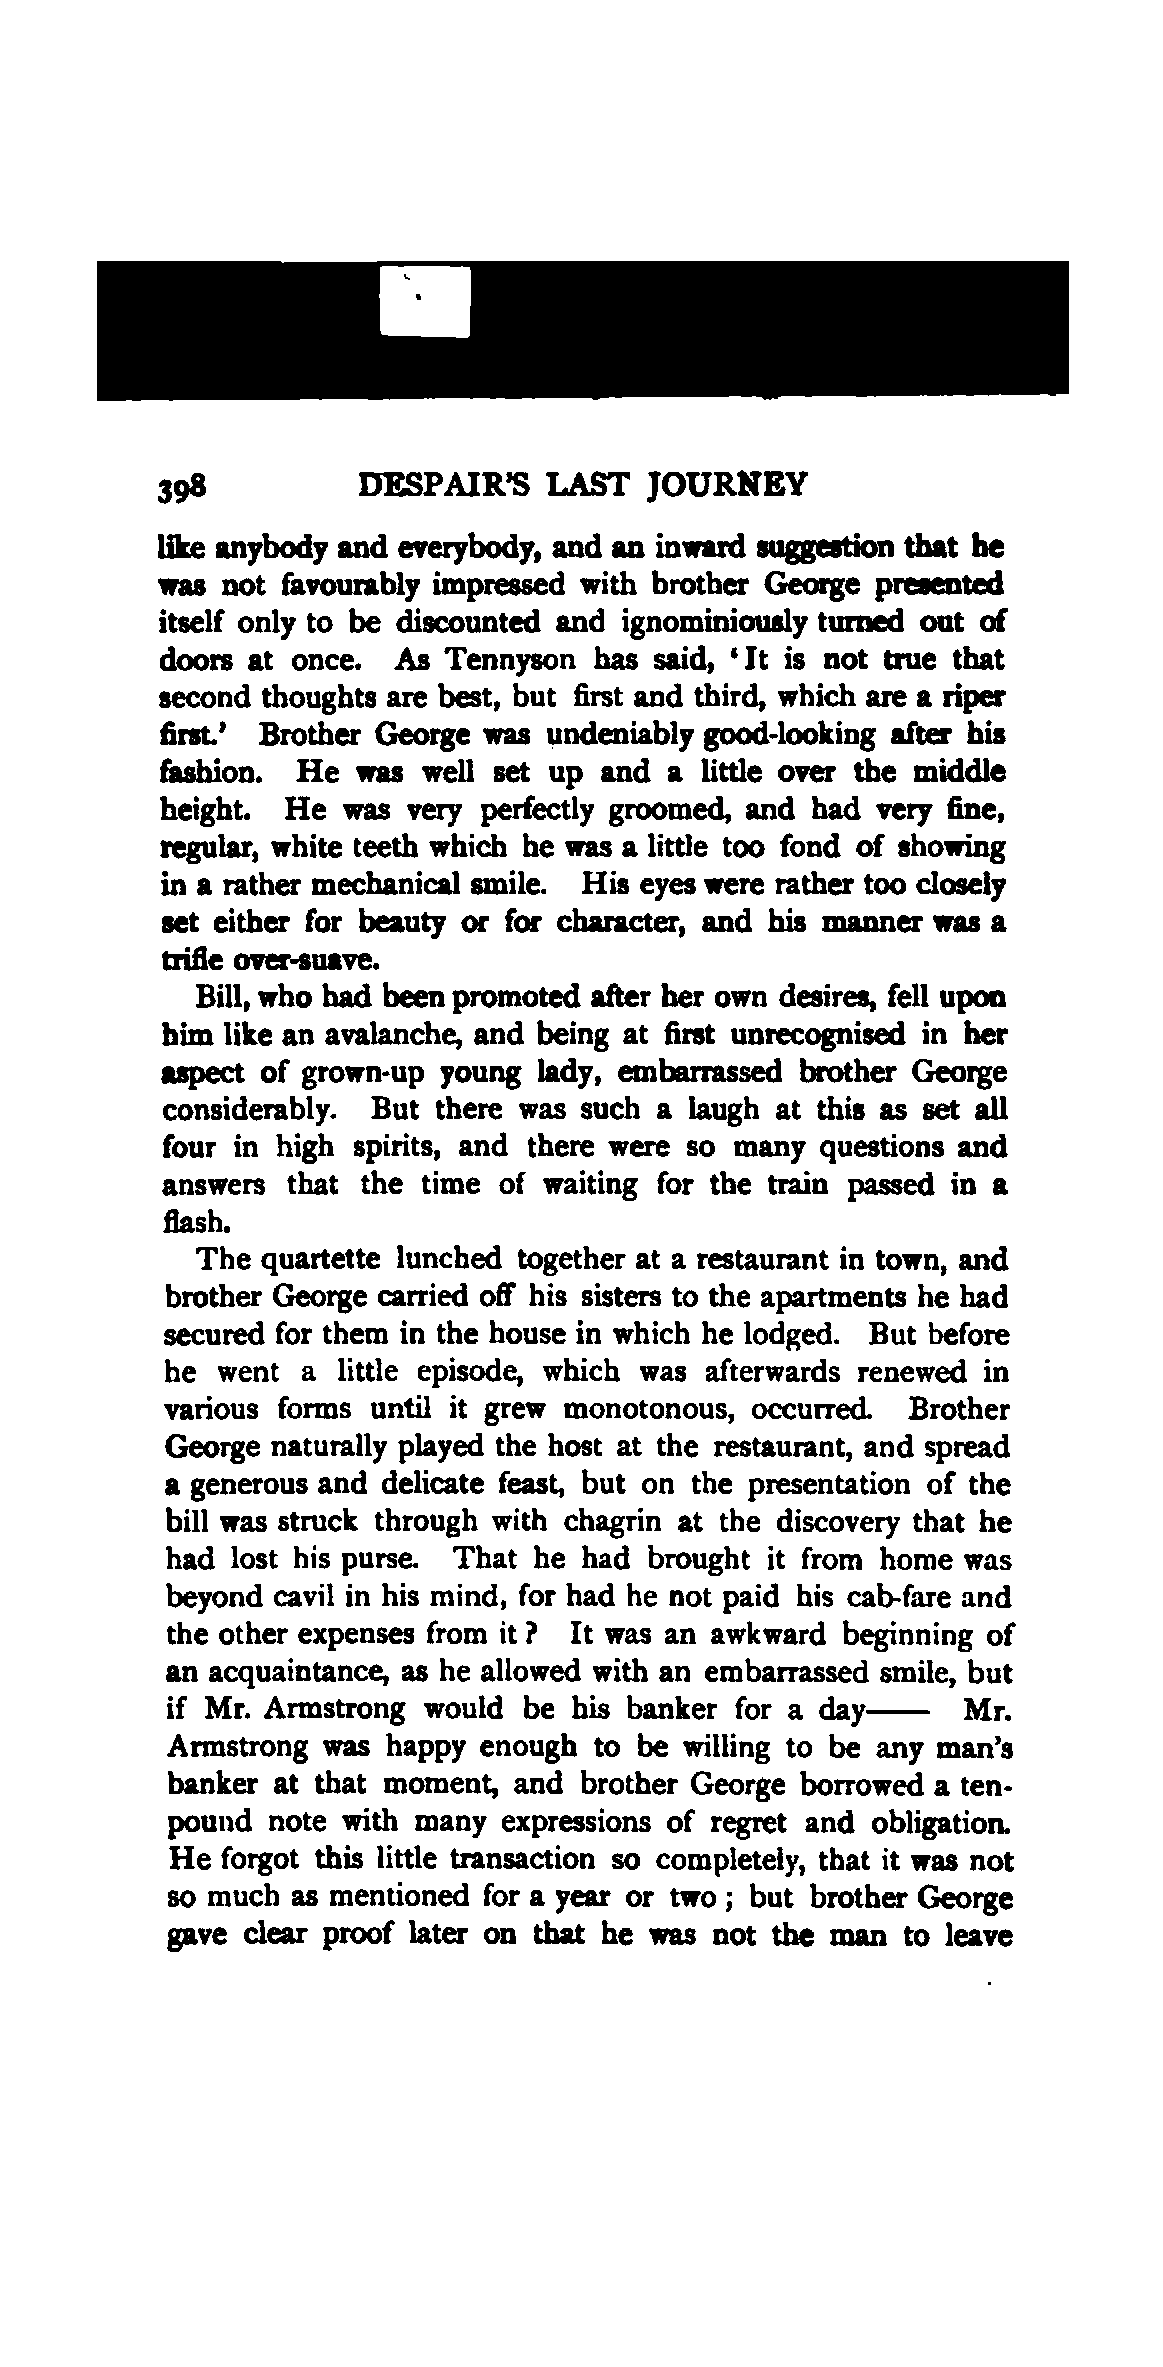 398 DESPAIR'S LAST JOURNEY
like anybody and everybody, and an inward suggestion that he
was not favourably impressed with brother George presented
itself only to be discounted and ignominiously turned out of
doors at once. As Tennyson has said, ‘It is not true that
second thoughts are best, but first and third, which are a riper
first.’ Brother George was undeniably good-looking after his
fashion. He was well set up and a little over the middle
height. He was very perfectly groomed, and had very fine,
regular, white teeth which he was a little too fond of showing
in a rather mechanical smile. His eyes were rather too closely
set either for beauty or for character, and his manner was a
trifle over-suave.
Bill, who had been promoted after her own desires, fell upon
him like an avalanche, and being at first unrecognised in her
aspect of grown-up young lady, embarrassed brother George
considerably. But there was such a laugh at this as set all
four in high spirits, and there were so many questions and
answers that the time of waiting for the train passed in a
flash.
The quartette lunched together at a restaurant in town, and
brother George carried off his sisters to the apartments he had
secured for them in the house in which he lodged. But before
he went a little episode, which was afterwards renewed in
various forms until it grew monotonous, occurred. Brother
George naturally played the host at the restaurant, and spread
a generous and delicate feast, but on the presentation of the
bill was struck through with chagrin at the discovery that he
had lost his purse. That he had brought it from home was
beyond cavil in his mind, for had he not paid his cab-fare and
the other expenses from it? It was an awkward beginning of
an acquaintance, as he allowed with an embarrassed smile, but
if Mr. Armstrong would be his banker for a day—— Mr.
Armstrong was happy enough to be willing to be any man's
banker at that moment, and brother George borrowed a ten-
pound note with many expressions of regret and obligation.
He forgot this little transaction so completely, that it was not
so much as mentioned for a year or two; but brother George
gave clear proof later on that he was not the man to leave